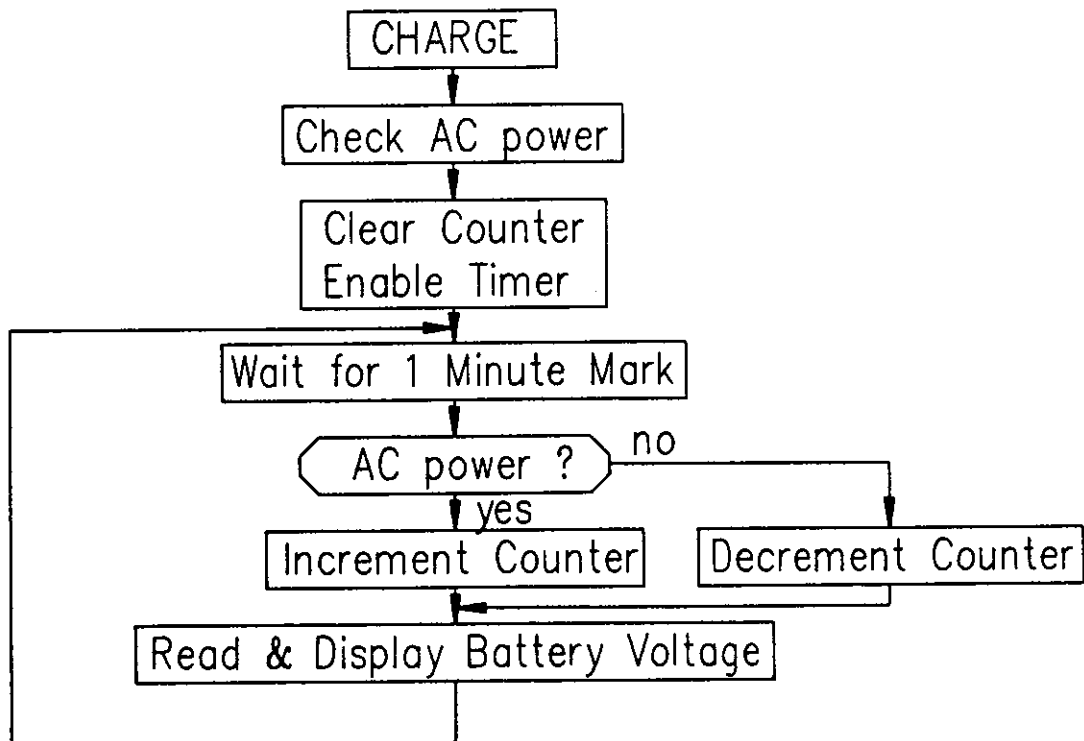 CHARGE
Check AC power
Clear Counter
Enable Timer
Wait for 1 Minute Mark
AC power ?
no
yes
Increment Counter
Decrement Counter
Read & Display Battery Voltage